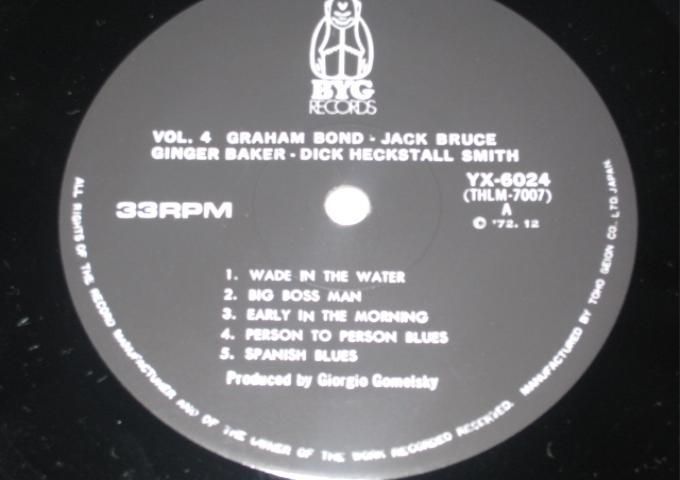 BYG
RECORDS
VOL. 4 GRAHAM BOND - JACK BRUCE
GINGER BAKER - DICK HECKSTALL SMITH
33RPM
YX-6024
(THLM-7007)
A
© '72. 12
1. WADE IN THE WATER
2. BIG BOSS MAN
3. EARLY IN THE MORNING
4. PERSON TO PERSON BLUES
5. SPANISH BLUES
Produced by Giorgio Gomelsky
ALL RIGHTS OF THE RECORD MANUFACTURER AND OF THE OWNER OF THE WORK RECORDED RESERVED. MANUFACTURED BY TOHO GEION CO., LTD. JAPAN